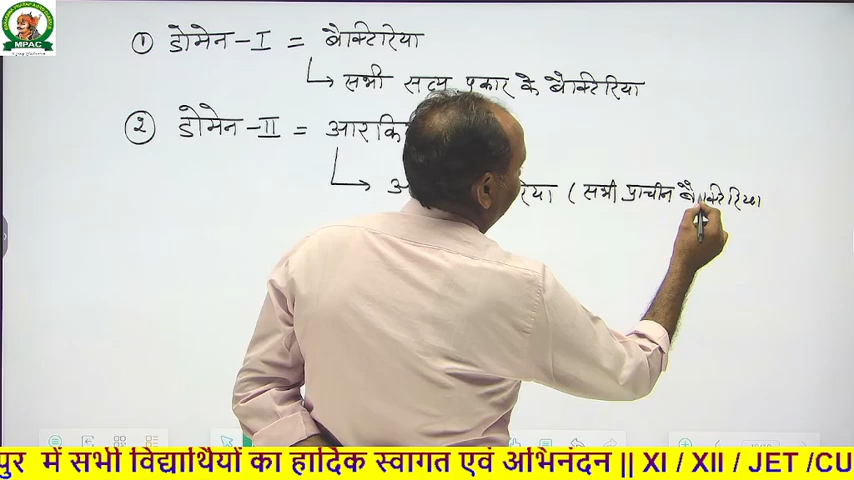 MPAC
① डोमेन-I = बैक्टिरिया
सभी सत्य प्रकार के बैक्टिरिया
② डोमेन-II = आरकि
रिया ( सभी प्राचीन बैक्टिरिया
पुर में सभी विद्यार्थियों का हार्दिक स्वागत एवं अभिनंदन || XI / XII / JET /CU